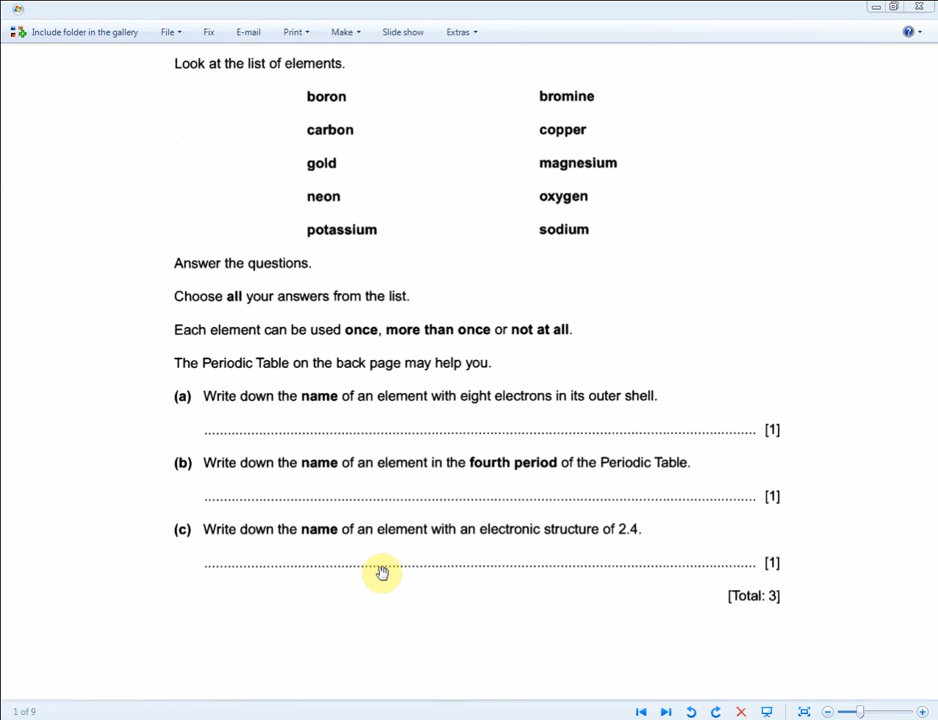 Include folder in the gallery File Fix E-mail Print Make Slide show Extras
Look at the list of elements.
boron bromine
carbon copper
gold magnesium
neon oxygen
potassium sodium
Answer the questions.
Choose all your answers from the list.
Each element can be used once, more than once or not at all.
The Periodic Table on the back page may help you.
(a) Write down the name of an element with eight electrons in its outer shell.
.......................................................................................................................................... [1]
(b) Write down the name of an element in the fourth period of the Periodic Table.
.......................................................................................................................................... [1]
(c) Write down the name of an element with an electronic structure of 2.4.
.......................................................................................................................................... [1]
[Total: 3]
1 of 9